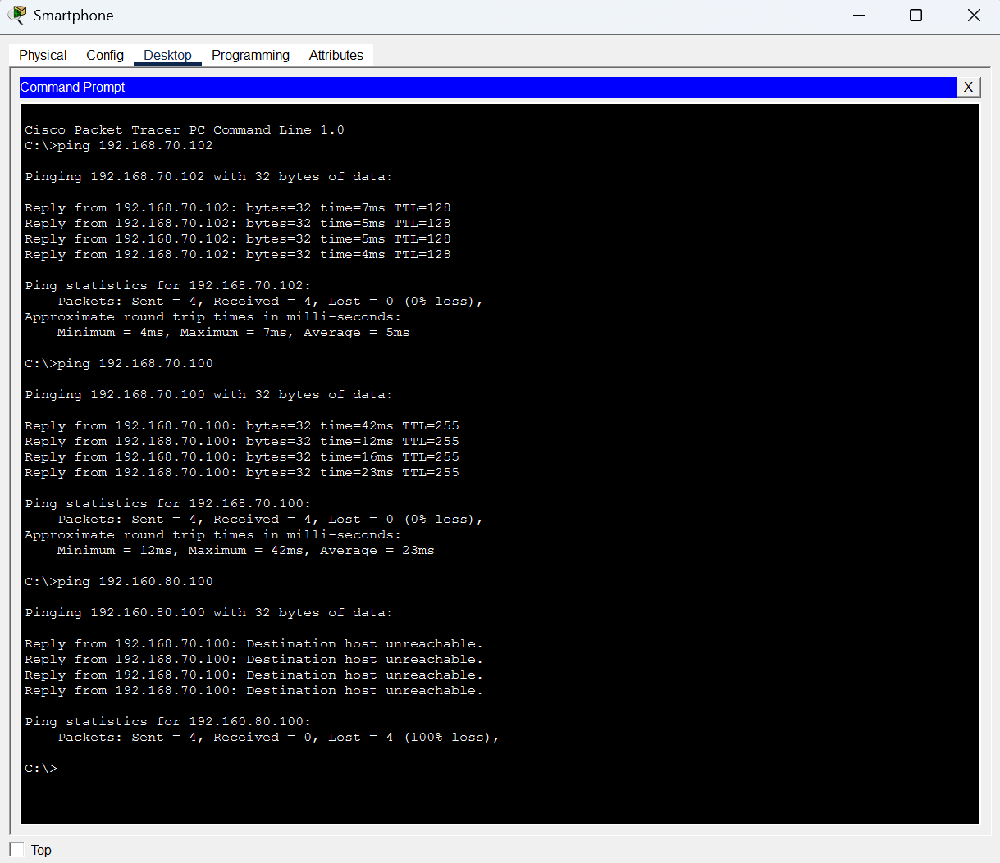 Smartphone
Physical Config Desktop Programming Attributes
Command Prompt X
Cisco Packet Tracer PC Command Line 1.0
C:\>ping 192.168.70.102
Pinging 192.168.70.102 with 32 bytes of data:
Reply from 192.168.70.102: bytes=32 time=7ms TTL=128
Reply from 192.168.70.102: bytes=32 time=5ms TTL=128
Reply from 192.168.70.102: bytes=32 time=5ms TTL=128
Reply from 192.168.70.102: bytes=32 time=4ms TTL=128
Ping statistics for 192.168.70.102:
    Packets: Sent = 4, Received = 4, Lost = 0 (0% loss),
Approximate round trip times in milli-seconds:
    Minimum = 4ms, Maximum = 7ms, Average = 5ms
C:\>ping 192.168.70.100
Pinging 192.168.70.100 with 32 bytes of data:
Reply from 192.168.70.100: bytes=32 time=42ms TTL=255
Reply from 192.168.70.100: bytes=32 time=12ms TTL=255
Reply from 192.168.70.100: bytes=32 time=16ms TTL=255
Reply from 192.168.70.100: bytes=32 time=23ms TTL=255
Ping statistics for 192.168.70.100:
    Packets: Sent = 4, Received = 4, Lost = 0 (0% loss),
Approximate round trip times in milli-seconds:
    Minimum = 12ms, Maximum = 42ms, Average = 23ms
C:\>ping 192.160.80.100
Pinging 192.160.80.100 with 32 bytes of data:
Reply from 192.168.70.100: Destination host unreachable.
Reply from 192.168.70.100: Destination host unreachable.
Reply from 192.168.70.100: Destination host unreachable.
Reply from 192.168.70.100: Destination host unreachable.
Ping statistics for 192.160.80.100:
    Packets: Sent = 4, Received = 0, Lost = 4 (100% loss),
C:\>
Top